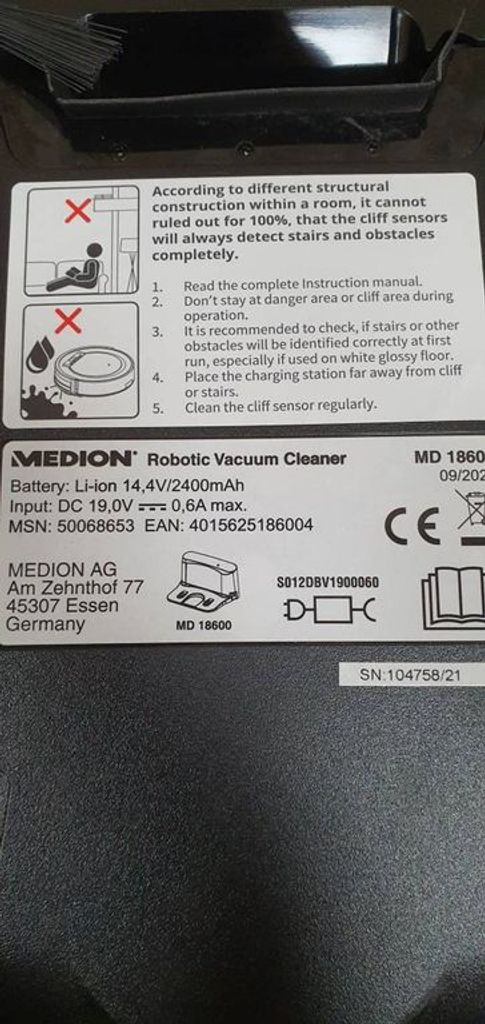 According to different structural
construction within a room, it cannot
ruled out for 100%, that the cliff sensors
will always detect stairs and obstacles
completely.
1. Read the complete Instruction manual.
2. Don't stay at danger area or cliff area during
operation.
3. It is recommended to check, if stairs or other
obstacles will be identified correctly at first
run, especially if used on white glossy floor.
4. Place the charging station far away from cliff
or stairs.
5. Clean the cliff sensor regularly.
MEDION® Robotic Vacuum Cleaner MD 1860
Battery: Li-ion 14,4V/2400mAh 09/202
Input: DC 19,0V ⎓ 0,6A max.
MSN: 50068653 EAN: 4015625186004
CE
MEDION AG
Am Zehnthof 77
45307 Essen
Germany
MD 18600
S012DBV1900060
SN:104758/21